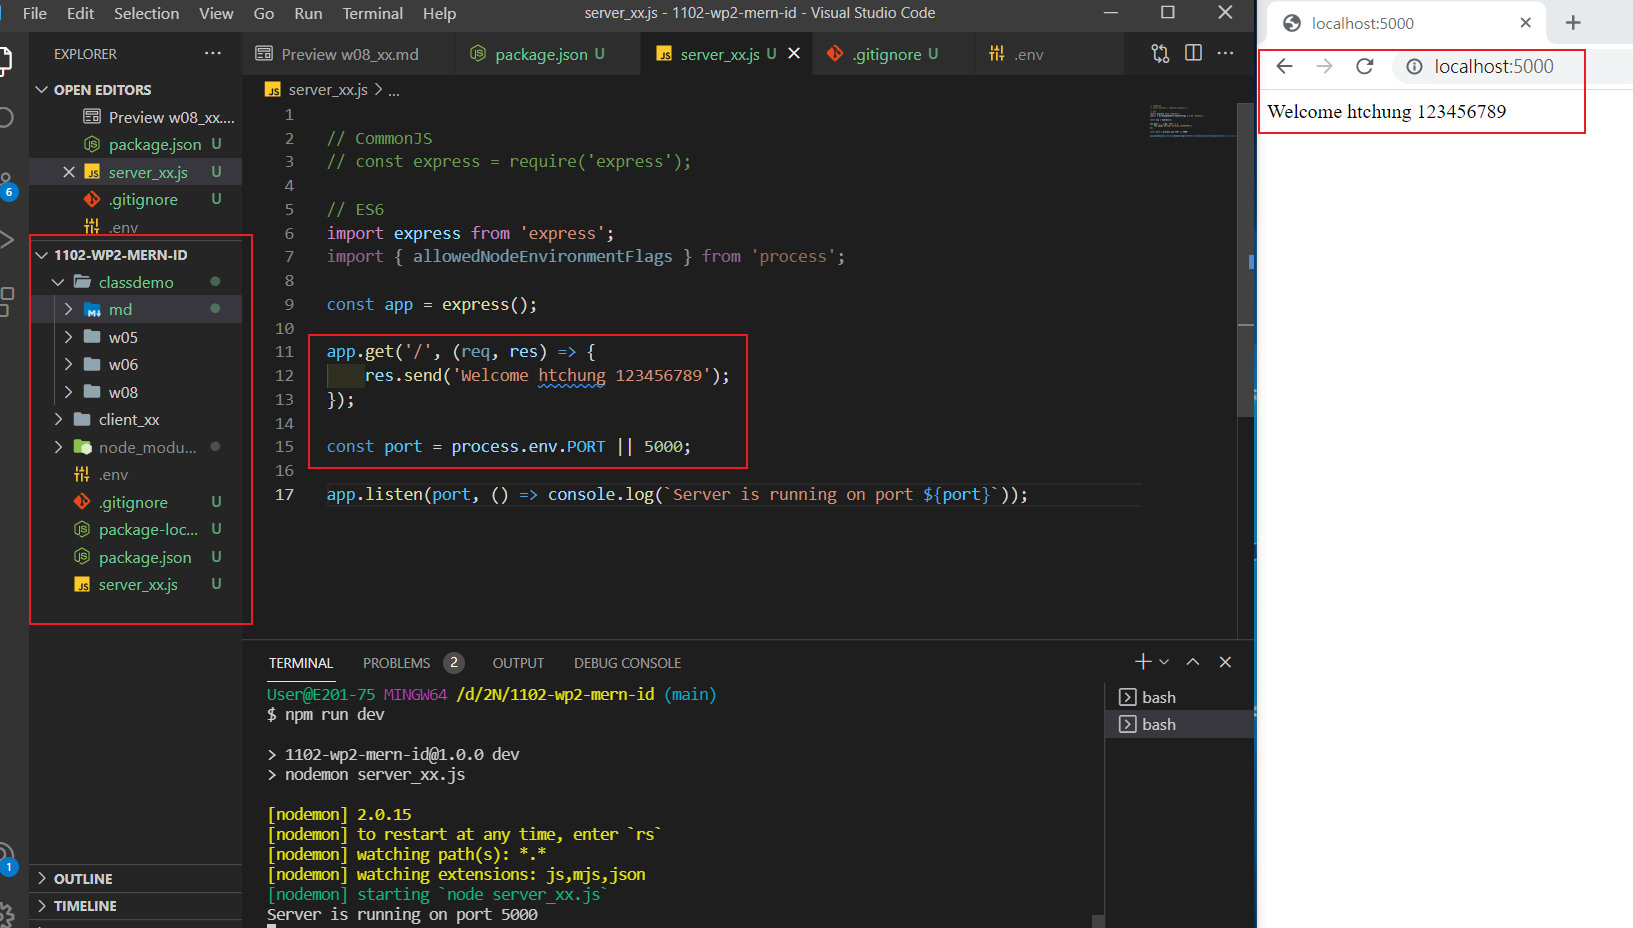 File Edit Selection View Go Run Terminal Help
server_xx.js - 1102-wp2-mern-id - Visual Studio Code
EXPLORER
OPEN EDITORS
Preview w08_xx....
package.json U
server_xx.js U
.gitignore U
.env
6
1102-WP2-MERN-ID
classdemo
md
w05
w06
w08
client_xx
node_modu...
.env
.gitignore U
package-loc... U
package.json U
server_xx.js U
1
OUTLINE
TIMELINE
Preview w08_xx.md
package.json U
server_xx.js U
.gitignore U
.env
server_xx.js > ...
1
2 // CommonJS
3 // const express = require('express');
4
5 // ES6
6 import express from 'express';
7 import { allowedNodeEnvironmentFlags } from 'process';
8
9 const app = express();
10
11 app.get('/', (req, res) => {
12 res.send('Welcome htchung 123456789');
13 });
14
15 const port = process.env.PORT || 5000;
16
17 app.listen(port, () => console.log(`Server is running on port ${port}`));
TERMINAL PROBLEMS 2 OUTPUT DEBUG CONSOLE
User@E201-75 MINGW64 /d/2N/1102-wp2-mern-id (main)
$ npm run dev
> 1102-wp2-mern-id@1.0.0 dev
> nodemon server_xx.js
[nodemon] 2.0.15
[nodemon] to restart at any time, enter `rs`
[nodemon] watching path(s): *.*
[nodemon] watching extensions: js,mjs,json
[nodemon] starting `node server_xx.js`
Server is running on port 5000
bash
bash
localhost:5000
localhost:5000
Welcome htchung 123456789